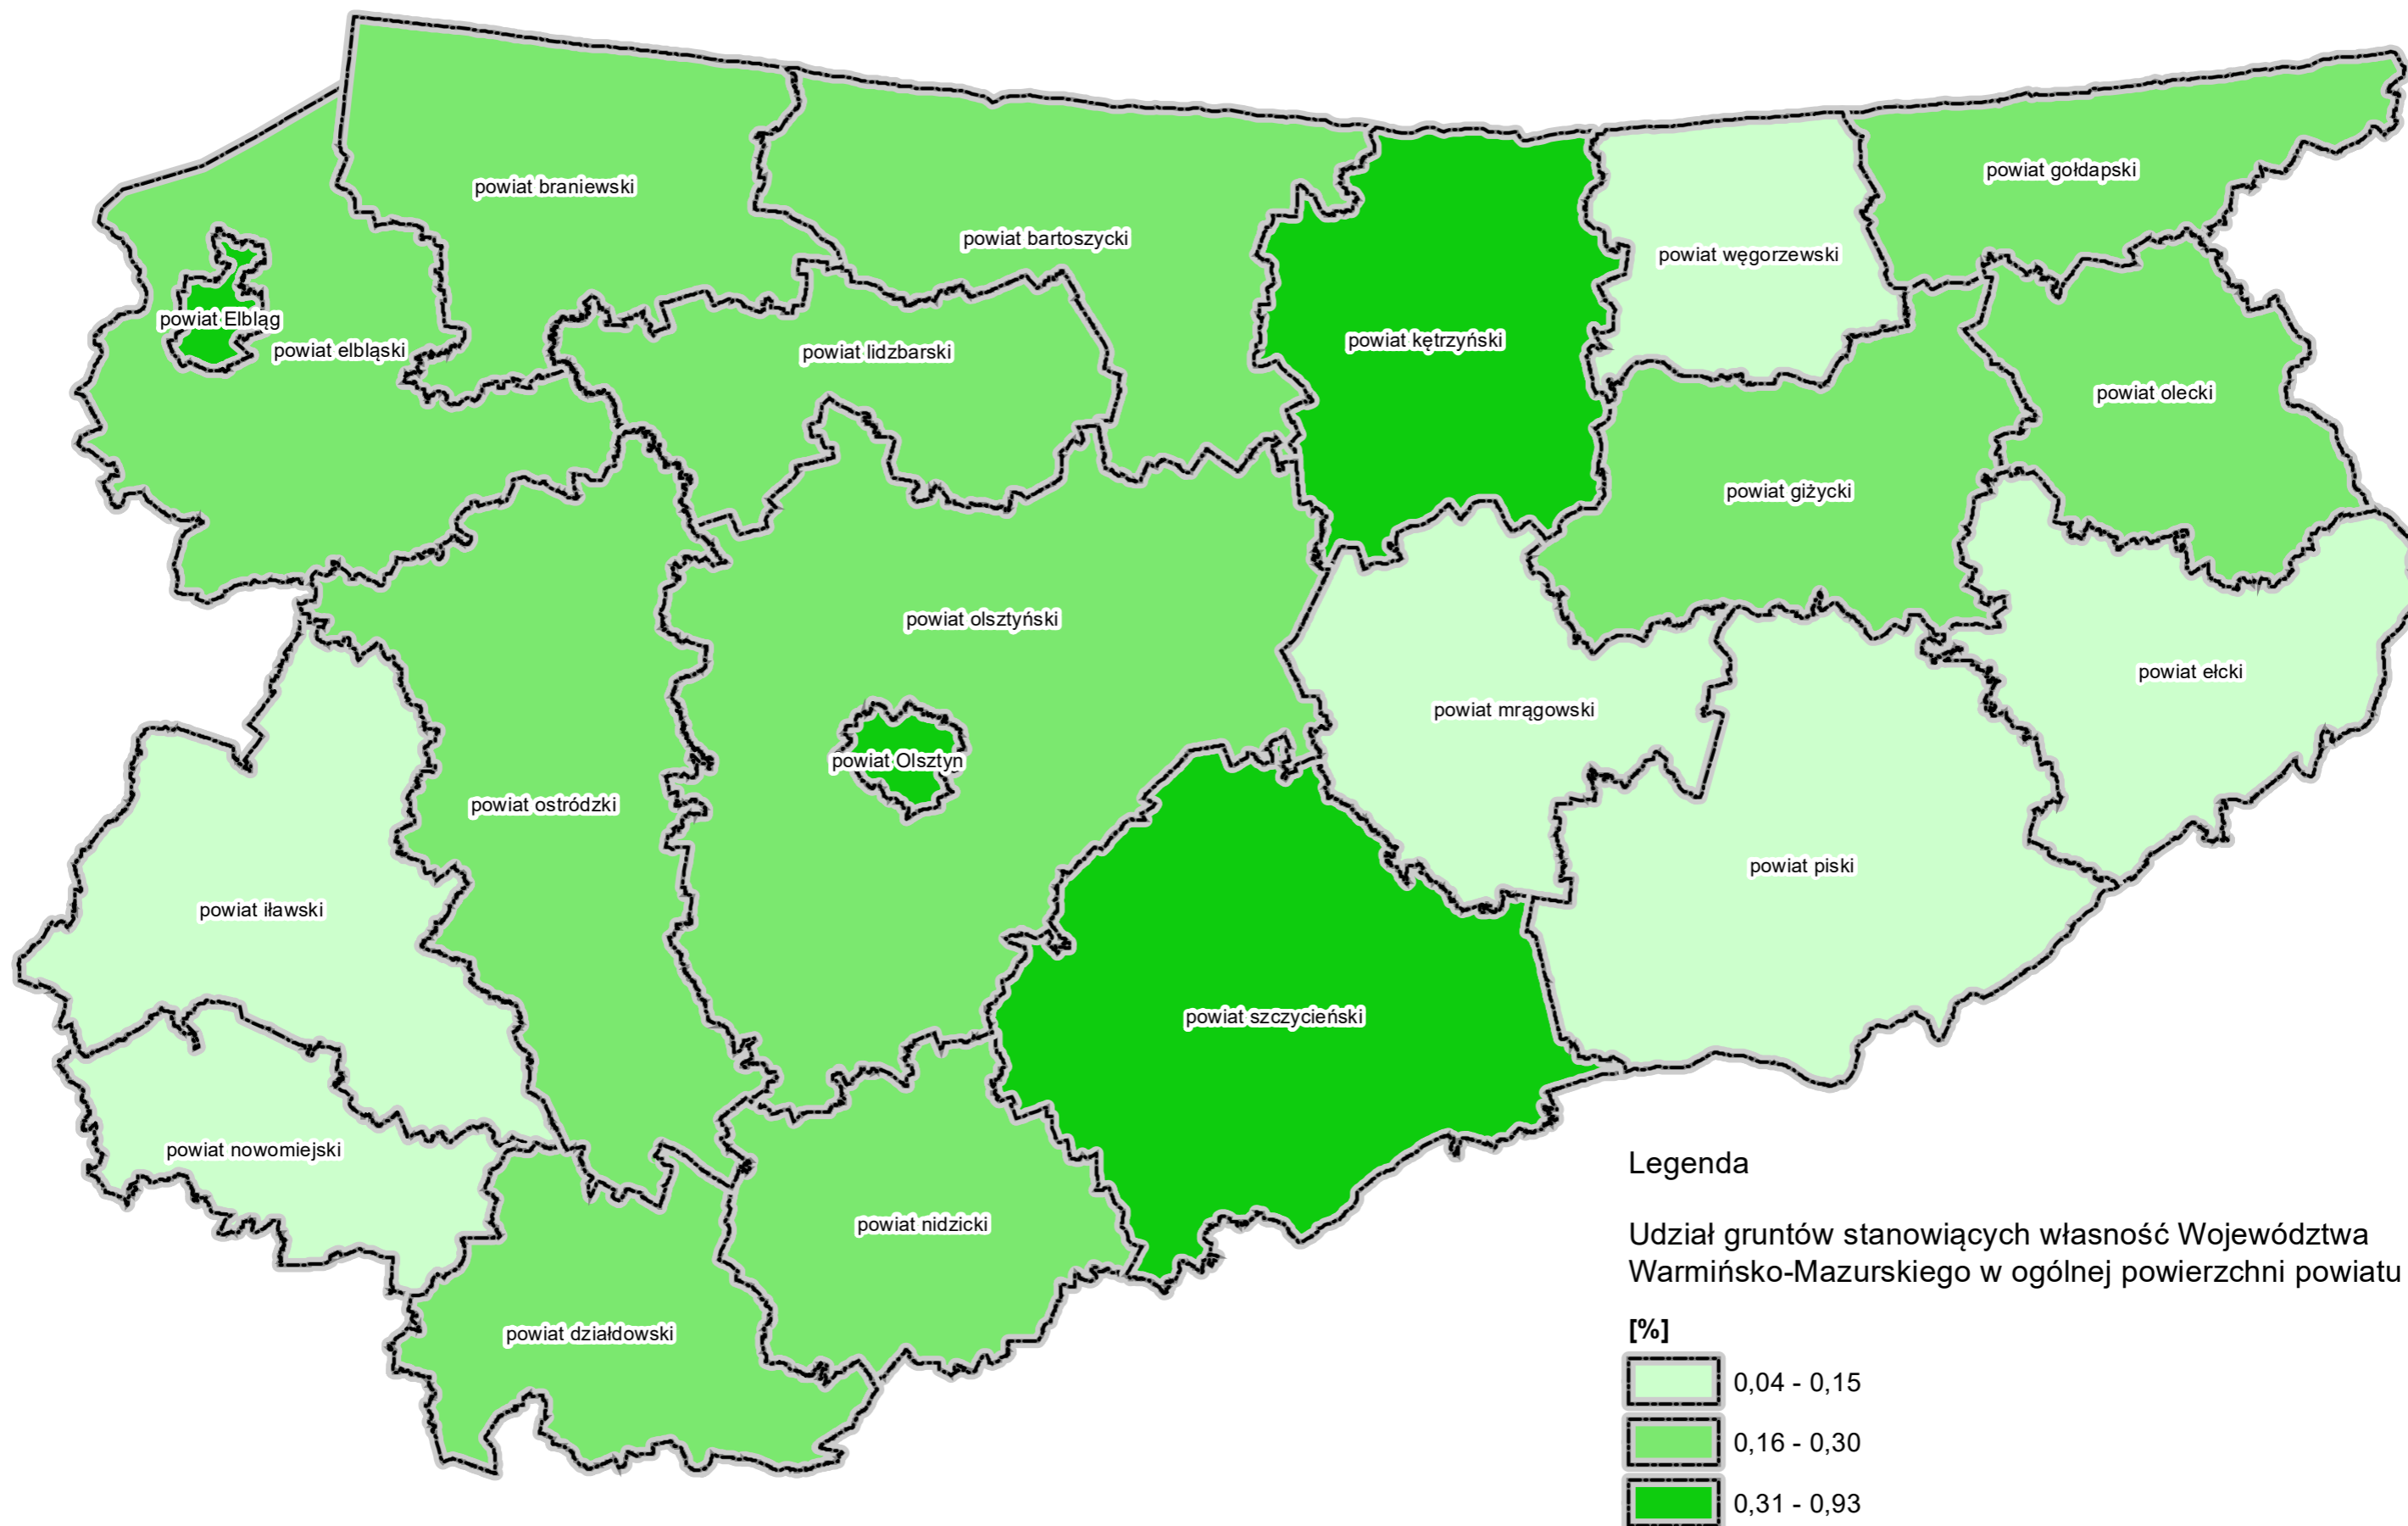 powiat braniewski
powiat gołdapski
powiat bartoszycki
powiat węgorzewski
powiat Elbląg
powiat elbląski
powiat lidzbarski
powiat kętrzyński
powiat olecki
powiat giżycki
powiat olsztyński
powiat ełcki
powiat mrągowski
powiat Olsztyn
powiat ostródzki
powiat piski
powiat iławski
powiat szczycieński
powiat nowomiejski
powiat nidzicki
powiat działdowski
Legenda
Udział gruntów stanowiących własność Województwa
Warmińsko-Mazurskiego w ogólnej powierzchni powiatu
[%]
0,04 - 0,15
0,16 - 0,30
0,31 - 0,93